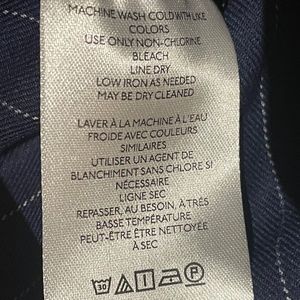 MACHINE WASH COLD WITH LIKE
COLORS
USE ONLY NON-CHLORINE
BLEACH
LINE DRY
LOW IRON AS NEEDED
MAY BE DRY CLEANED
LAVER À LA MACHINE À L'EAU
FROIDE AVEC COULEURS
SIMILAIRES
UTILISER UN AGENT DE
BLANCHIMENT SANS CHLORE SI
NÉCESSAIRE
LIGNE SEC
REPASSER, AU BESOIN, À TRÉS
BASSE TEMPÉRATURE
PEUT-ÊTRE ÊTRE NETTOYÉE
À SEC
30 P